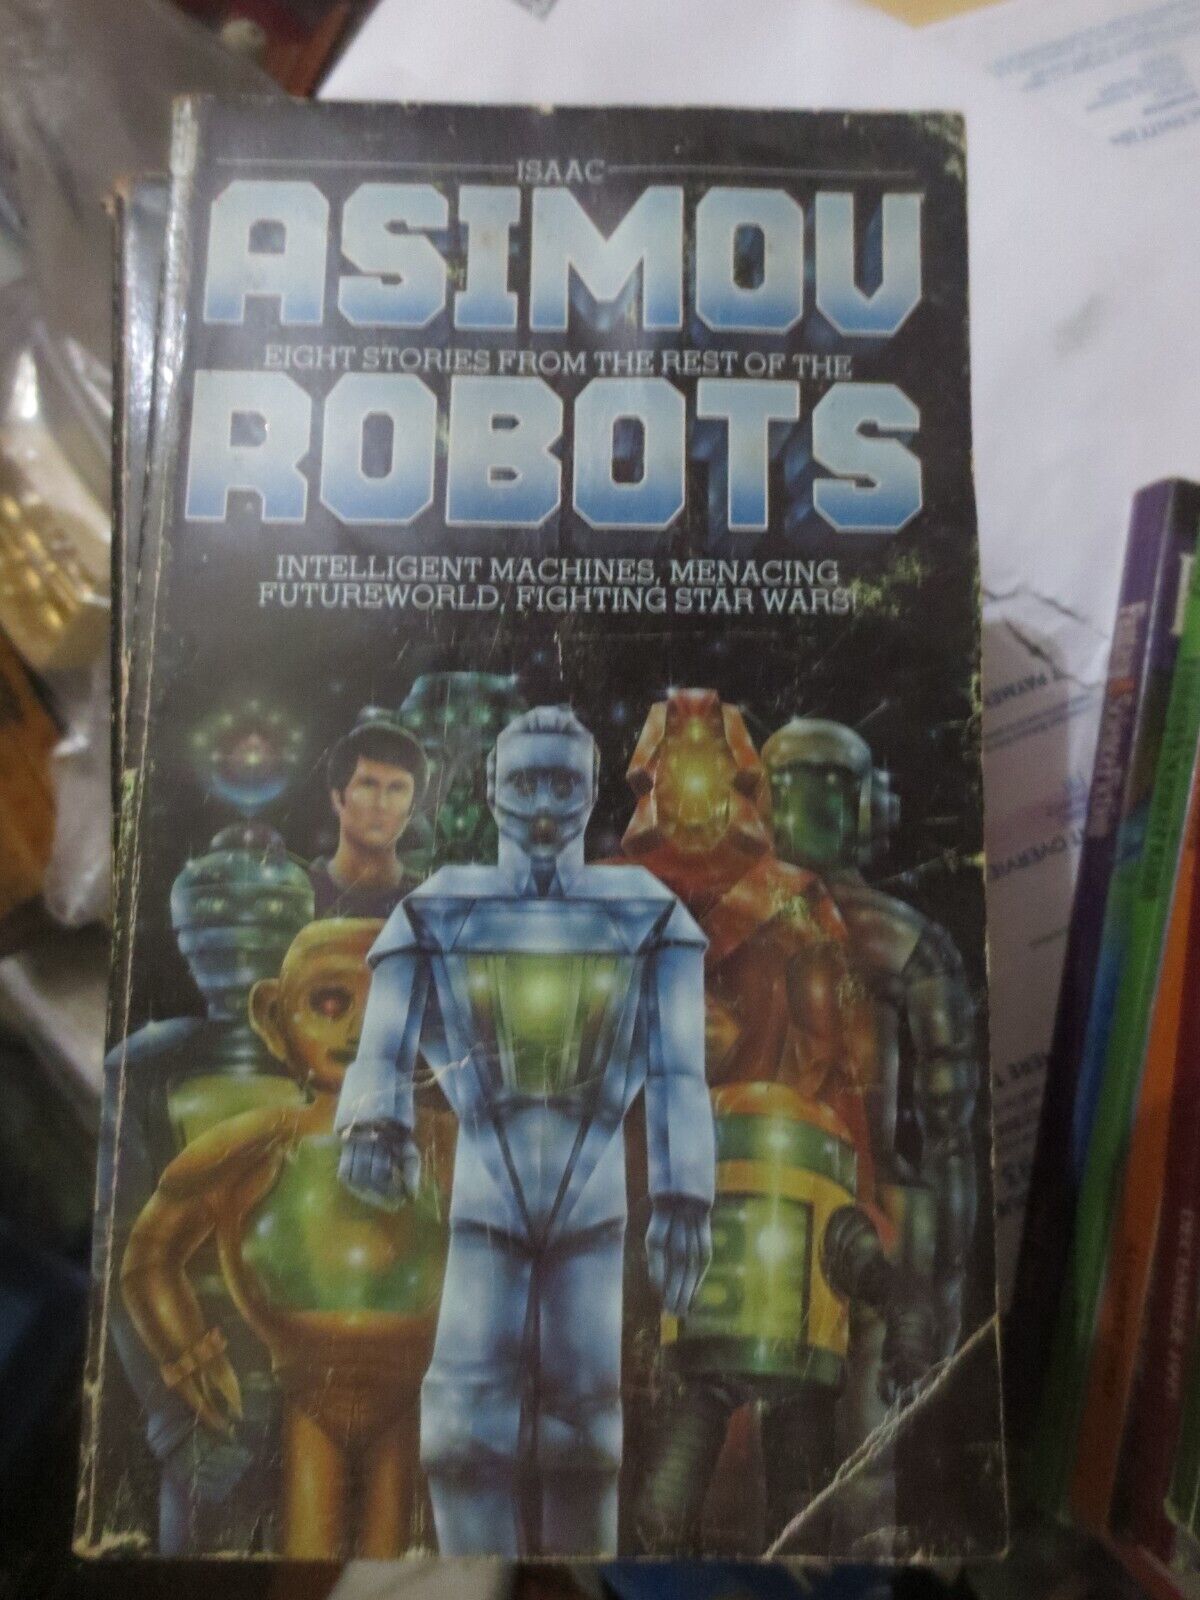 ISAAC
ASIMOV
EIGHT STORIES FROM THE REST OF THE
ROBOTS
INTELLIGENT MACHINES, MENACING
FUTUREWORLD, FIGHTING STAR WARS!